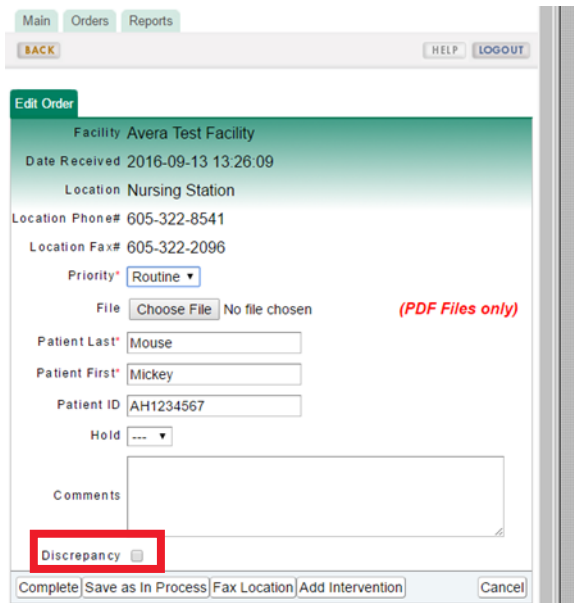 Main Orders Reports
BACK HELP LOGOUT
Edit Order
Facility Avera Test Facility
Date Received 2016-09-13 13:26:09
Location Nursing Station
Location Phone# 605-322-8541
Location Fax# 605-322-2096
Priority* Routine
File Choose File No file chosen (PDF Files only)
Patient Last* Mouse
Patient First* Mickey
Patient ID AH1234567
Hold ---
Comments
Discrepancy
Complete Save as In Process Fax Location Add Intervention Cancel